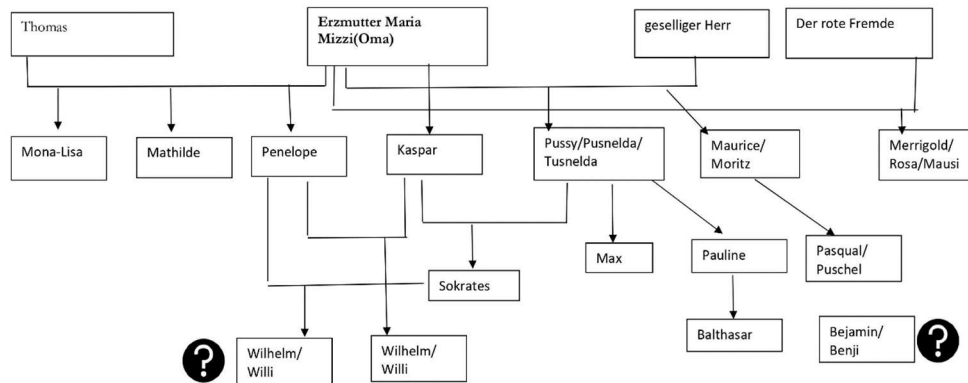 Thomas
Erzmutter Maria
Mizzi(Oma)
geselliger Herr
Der rote Fremde
Mona-Lisa
Mathilde
Penelope
Kaspar
Pussy/Pusnelda/
Tusnelda
Maurice/
Moritz
Merrigold/
Rosa/Mausi
Sokrates
Max
Pauline
Pasqual/
Puschel
?
Wilhelm/
Willi
Wilhelm/
Willi
Balthasar
Bejamin/
Benji
?